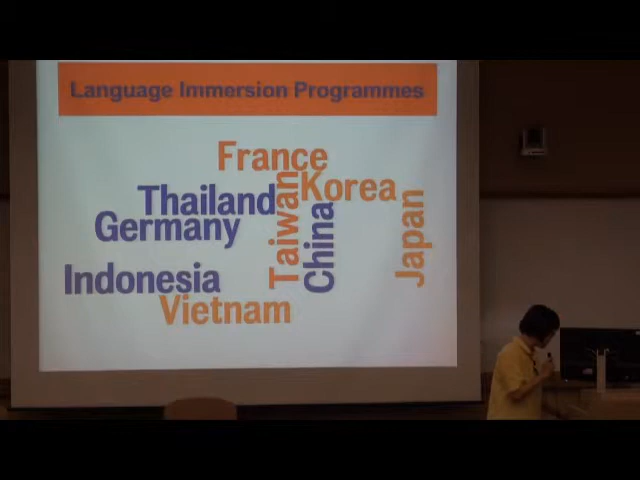 Language Immersion Programmes
France
Korea
Thailand
Taiwan
China
Japan
Germany
Indonesia
Vietnam